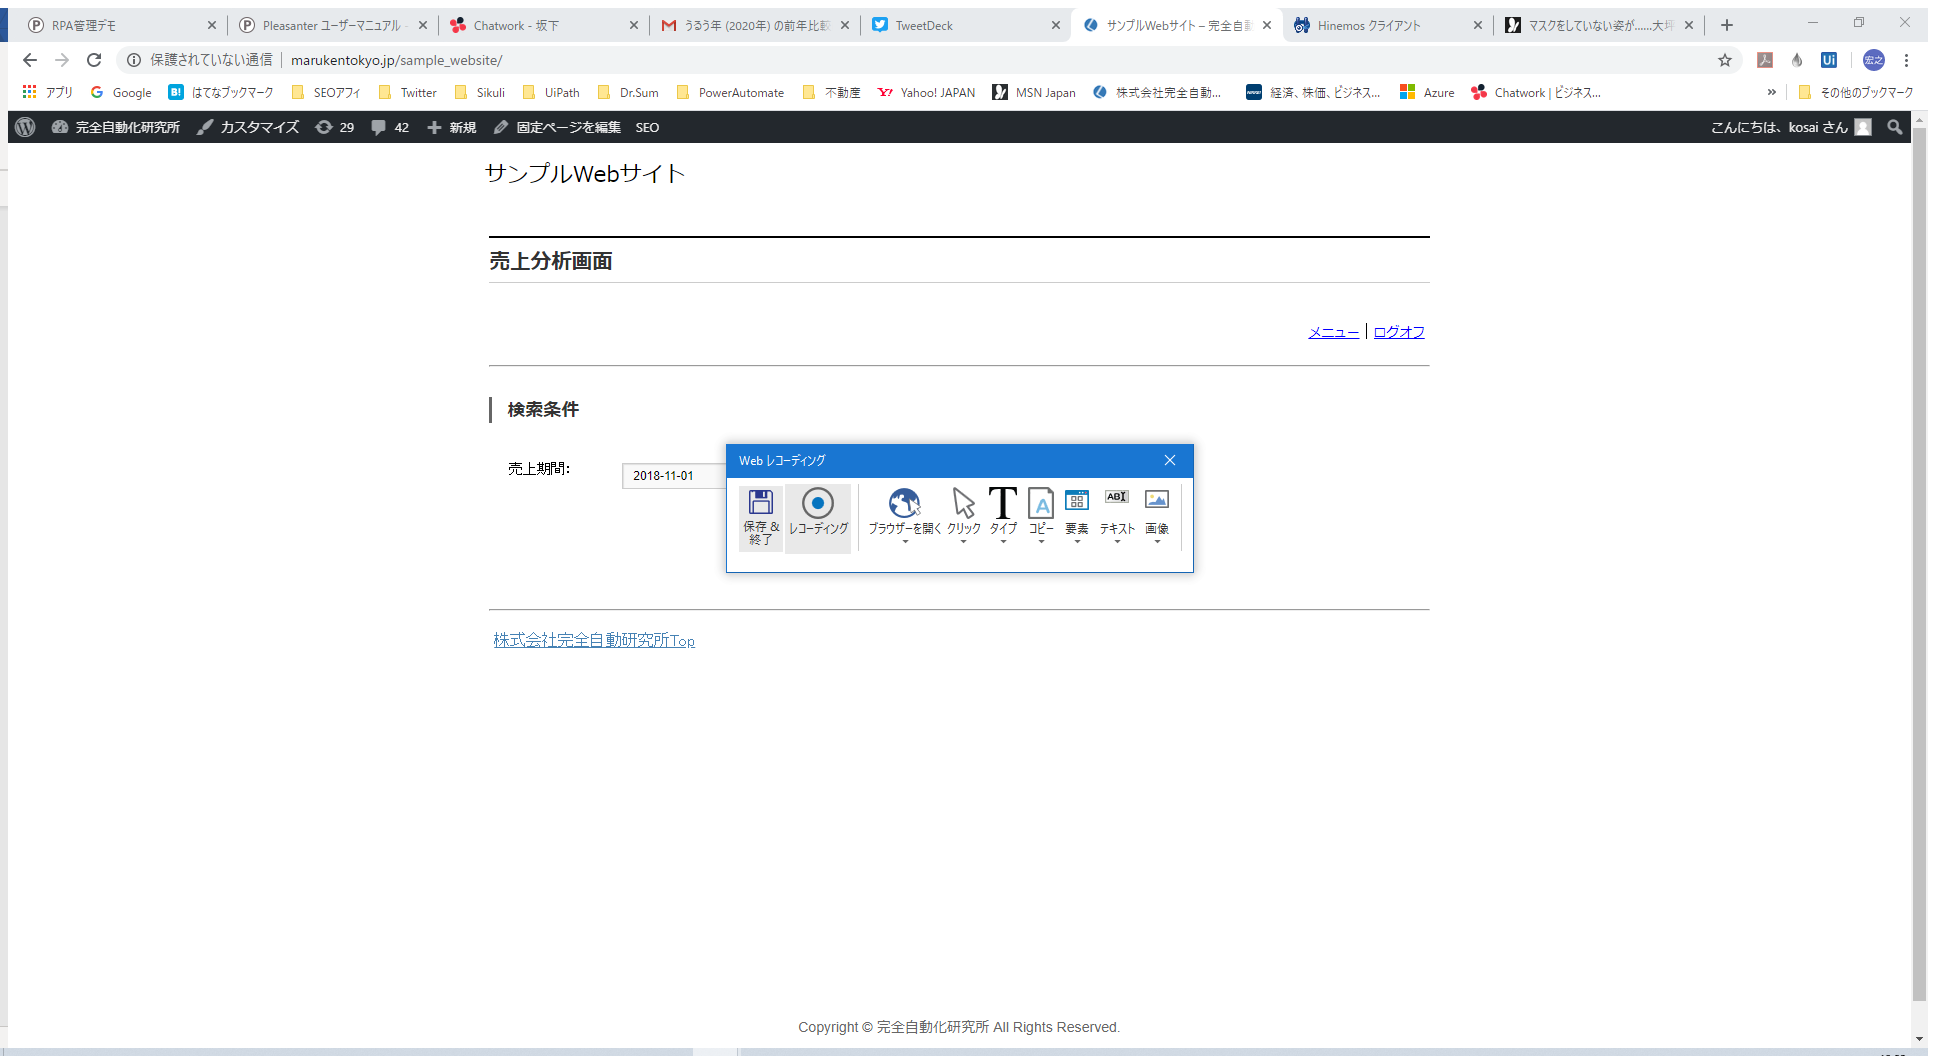 RPA管理デモ
Pleasanter ユーザーマニュアル -
Chatwork - 坂下
うるう年 (2020年) の前年比較
TweetDeck
サンプルWebサイト – 完全自動
Hinemos クライアント
マスクをしていない姿が……大坪
保護されていない通信 marukentokyo.jp/sample_website/
Ui
宏之
アプリ Google はてなブックマーク SEOアフィ Twitter Sikuli UiPath Dr.Sum PowerAutomate 不動産 Yahoo! JAPAN MSN Japan 株式会社完全自動... 経済、株価、ビジネス... Azure Chatwork | ビジネス... » その他のブックマーク
完全自動化研究所 カスタマイズ 29 42 新規 固定ページを編集 SEO こんにちは、kosai さん
サンプルWebサイト
売上分析画面
メニュー | ログオフ
検索条件
売上期間:
2018-11-01
Web レコーディング
保存 & 終了
レコーディング
ブラウザーを開く
クリック
タイプ
コピー
要素
テキスト
画像
株式会社完全自動研究所Top
Copyright © 完全自動化研究所 All Rights Reserved.